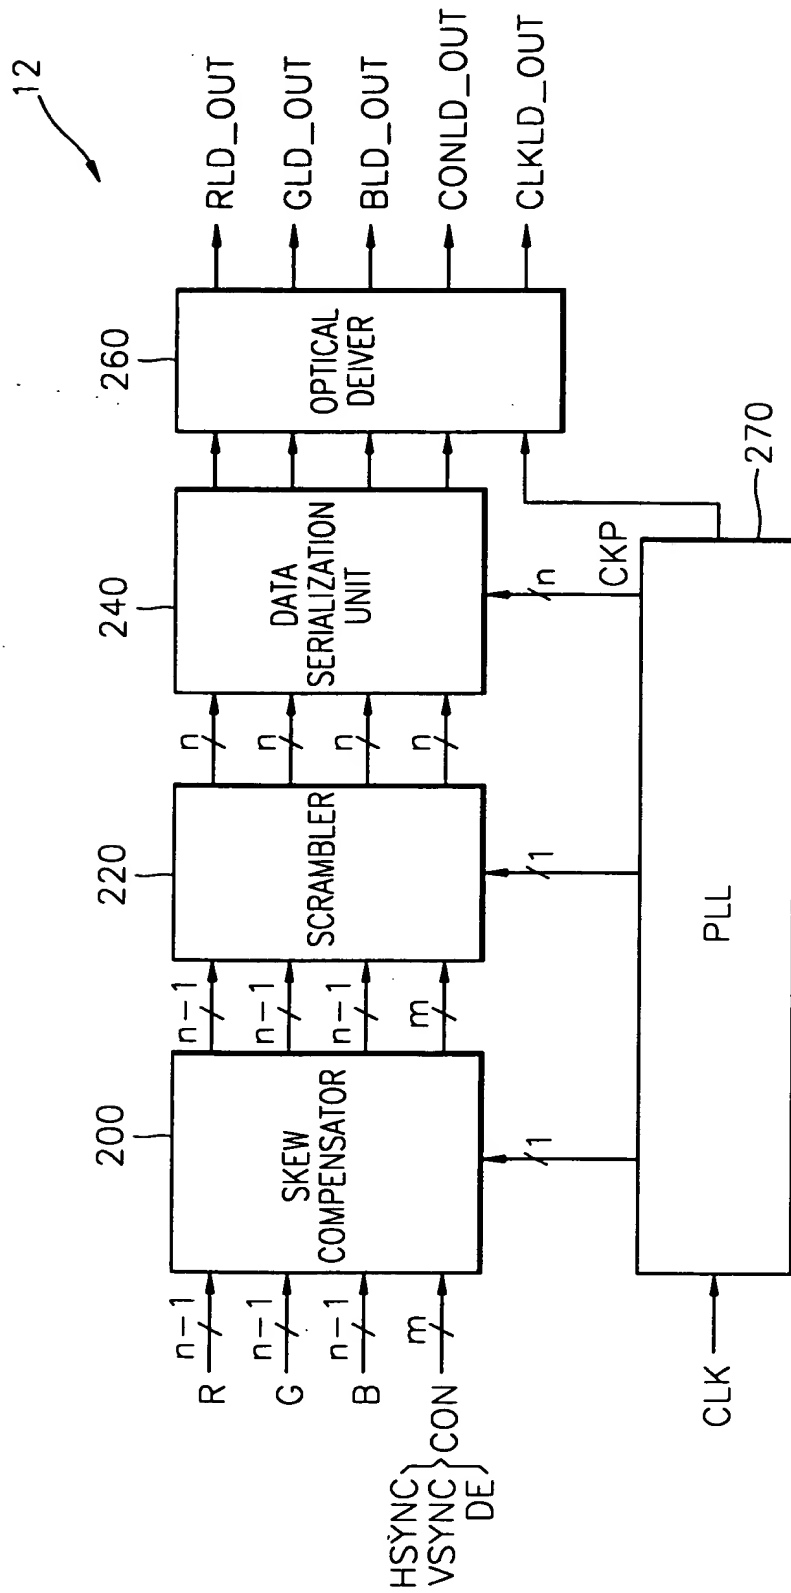 12
200
220
240
260
R
n-1
G
n-1
B
n-1
HSYNC
VSYNC
DE
CON
m
SKEW
COMPENSATOR
n-1
n-1
n-1
m
SCRAMBLER
n
n
n
n
DATA
SERIALIZATION
UNIT
OPTICAL
DEIVER
RLD_OUT
GLD_OUT
BLD_OUT
CONLD_OUT
CLKLD_OUT
1
1
n
CKP
CLK
PLL
270